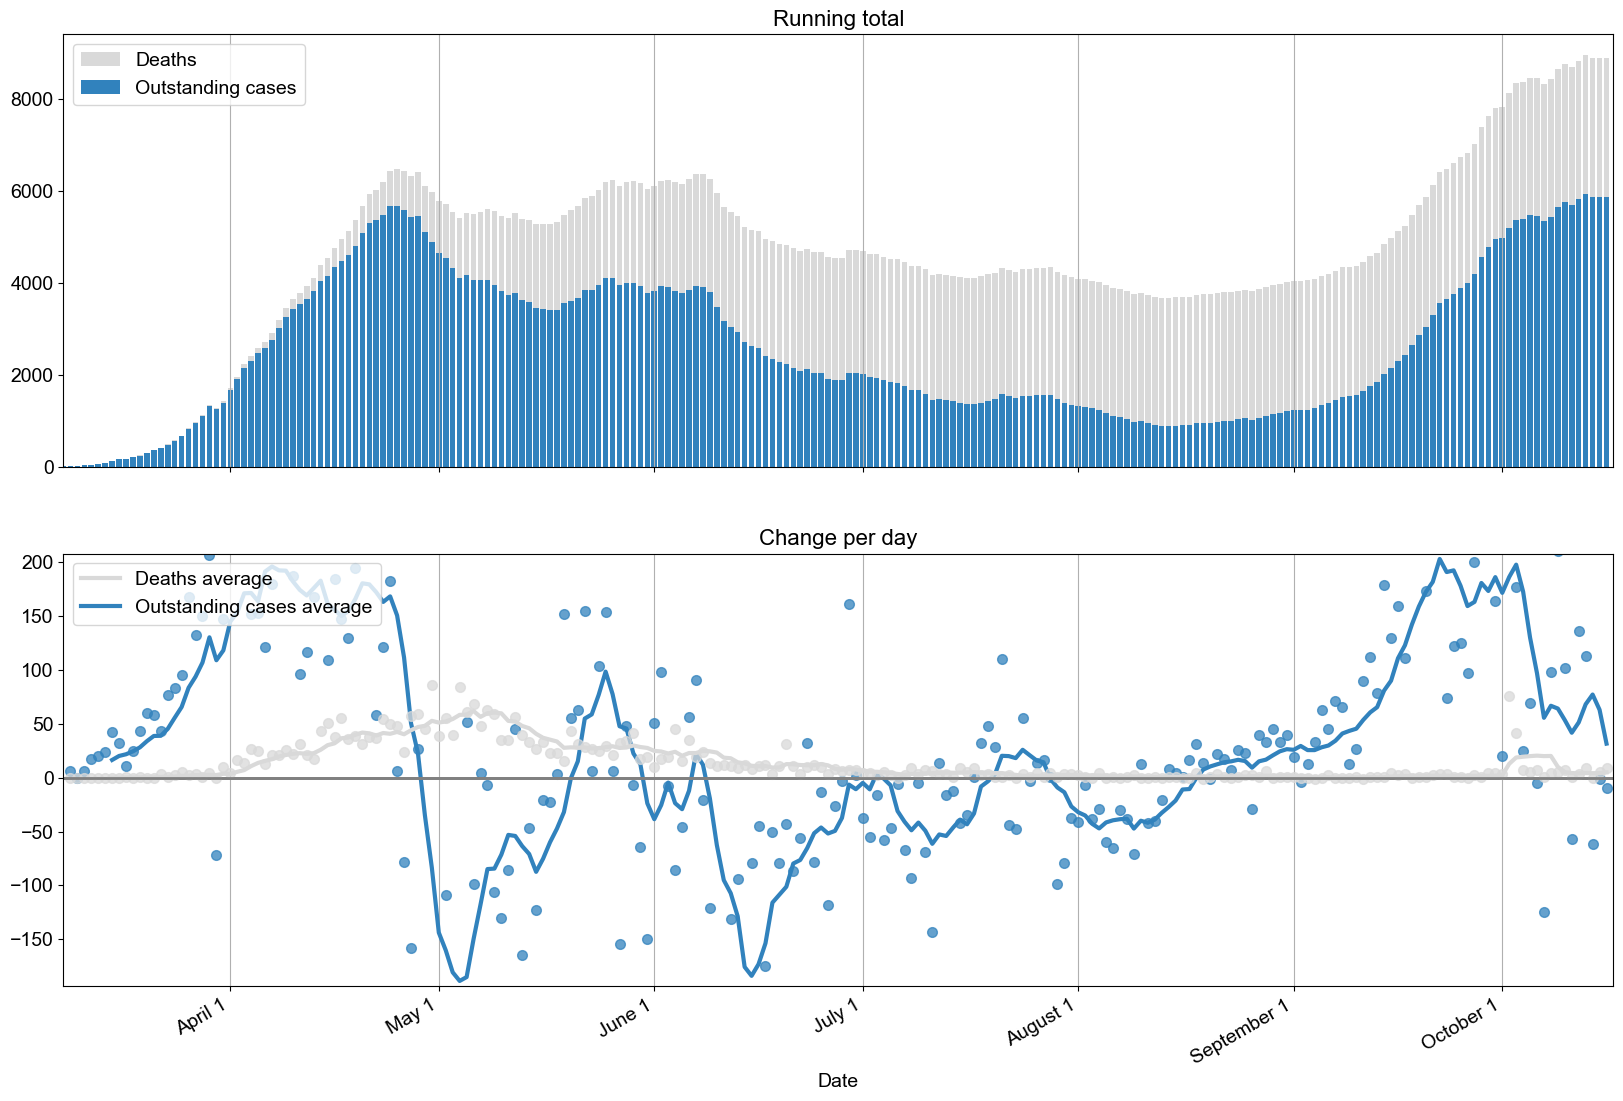 Running total
Deaths
Outstanding cases
8000
6000
4000
2000
0
Change per day
Deaths average
Outstanding cases average
200
150
100
50
0
−50
−100
−150
April 1
May 1
June 1
July 1
August 1
September 1
October 1
Date